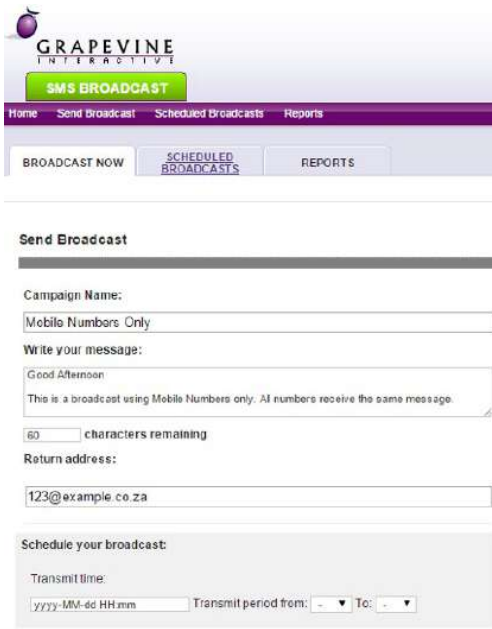 GRAPEVINE
INTERACTIVE
SMS BROADCAST
Home Send Broadcast Scheduled Broadcasts Reports
BROADCAST NOW
SCHEDULED
BROADCASTS
REPORTS
Send Broadcast
Campaign Name:
Mobile Numbers Only
Write your message:
Good Afternoon
This is a broadcast using Mobile Numbers only. All numbers receive the same message.
60 characters remaining
Return address:
123@example.co.za
Schedule your broadcast:
Transmit time:
yyyy-MM-dd HH:mm Transmit period from: - To: -